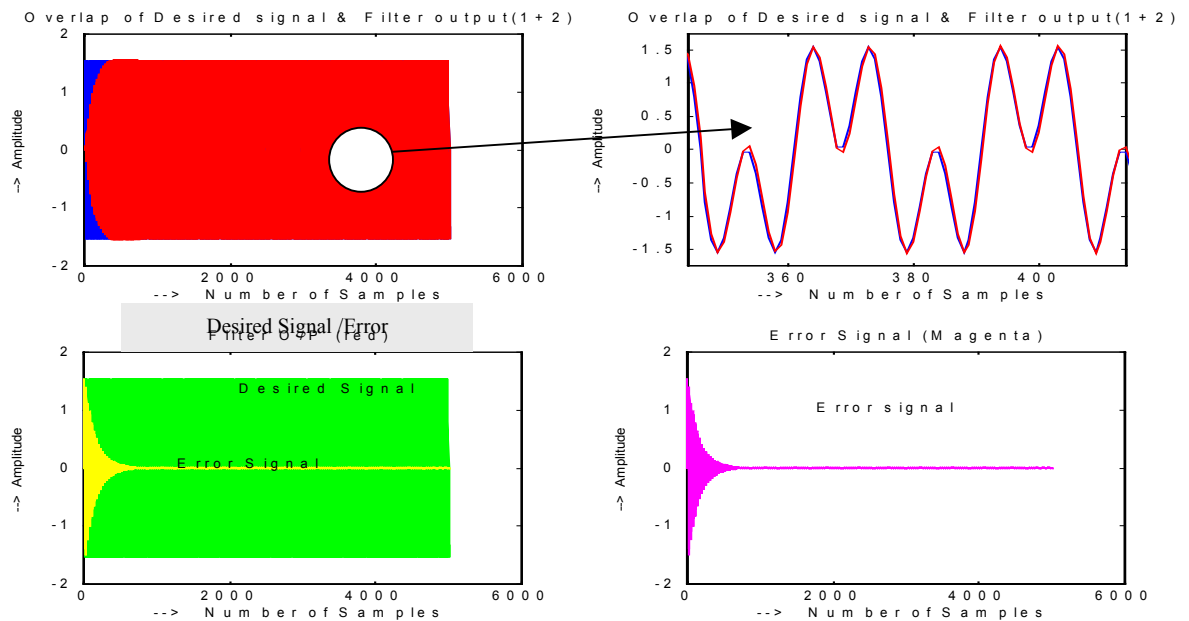 Overlap of Desired signal & Filter output(1+2)
2
1
0
-1
-2
--> Amplitude
0 2000 4000 6000
--> Number of Samples
Overlap of Desired signal & Filter output(1+2)
1.5
1
0.5
0
-0.5
-1
-1.5
--> Amplitude
360 380 400
--> Number of Samples
Desired Signal /Error
Filter O/P (red)
2
1
0
-1
-2
--> Amplitude
Desired Signal
Error Signal
0 2000 4000 6000
--> Number of Samples
Error Signal (Magenta)
2
1
0
-1
-2
--> Amplitude
Error signal
0 2000 4000 6000
--> Number of Samples